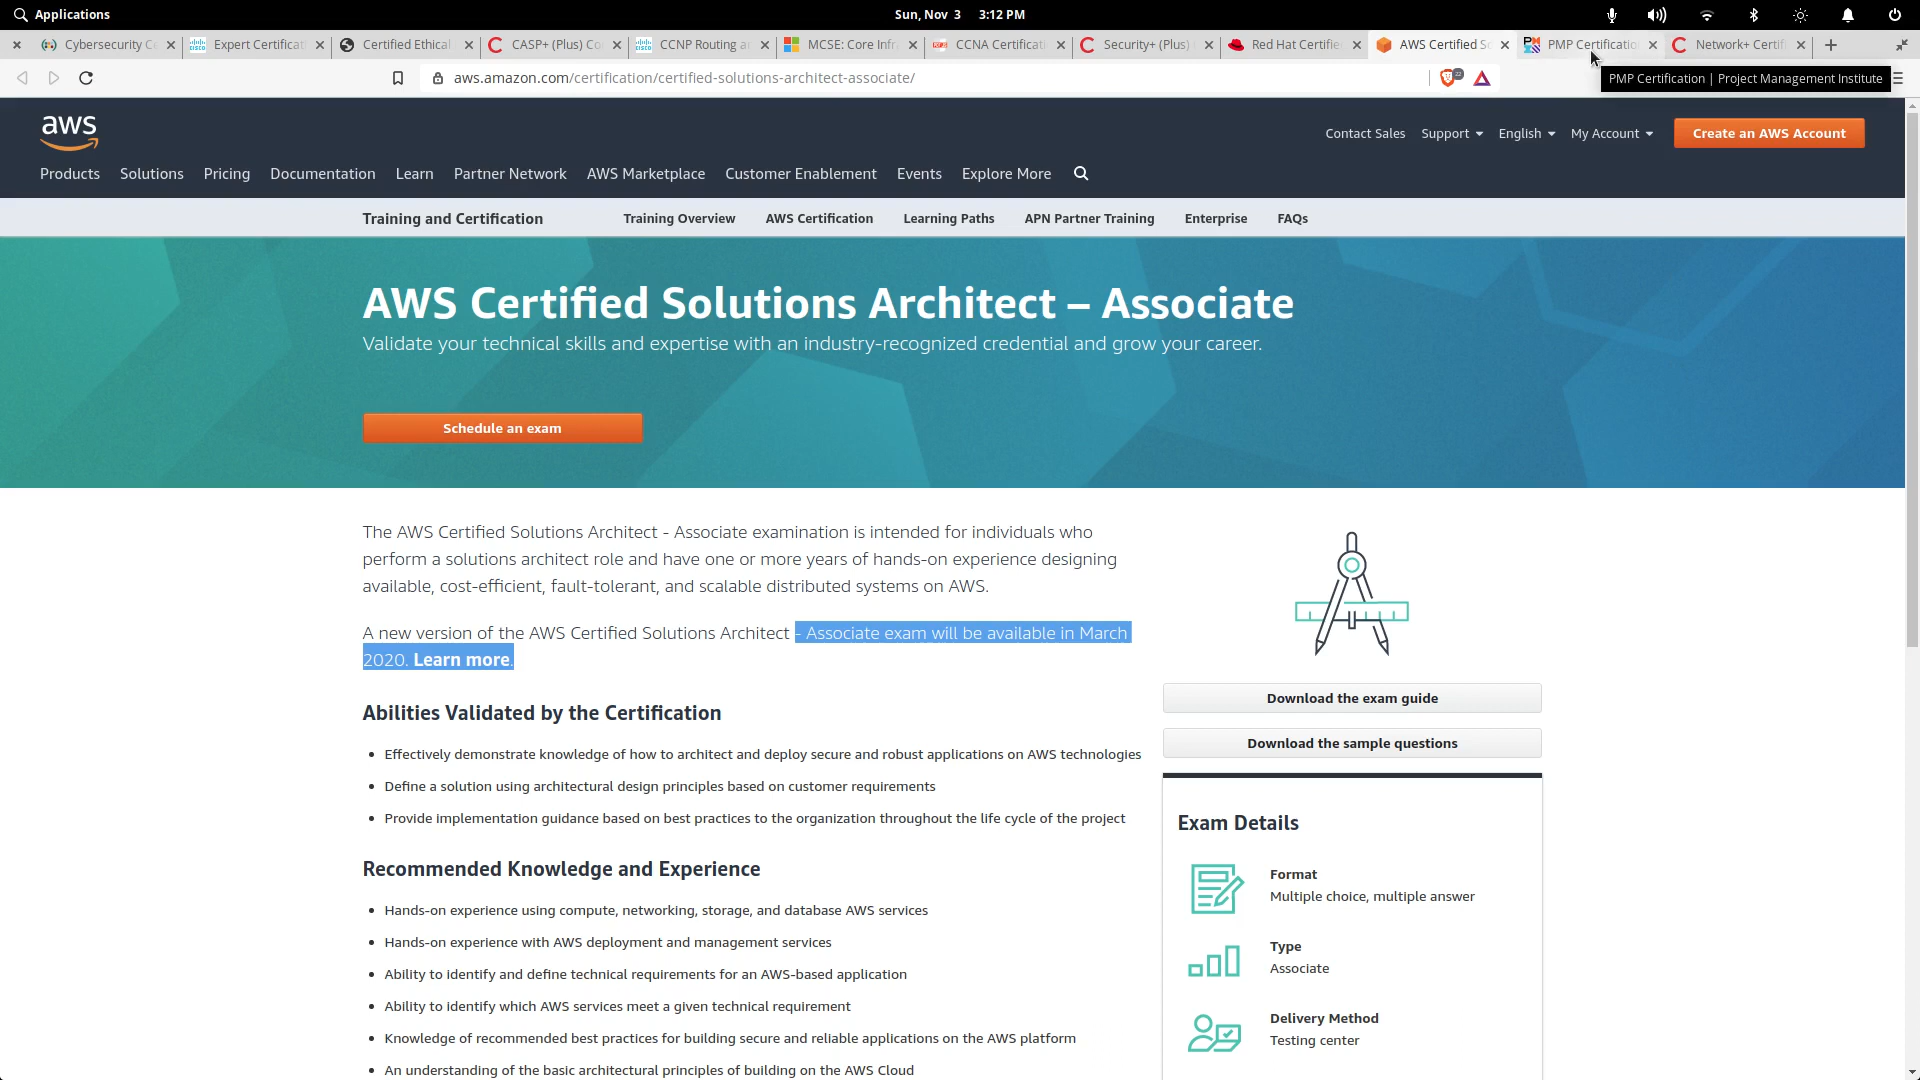 Applications
Sun, Nov 3 3:12 PM
Cybersecurity C
Expert Certificat
Certified Ethical
CASP+ (Plus) Co
CCNP Routing a
MCSE: Core Infr
CCNA Certificati
Security+ (Plus)
Red Hat Certifie
AWS Certified S
PMP Certificatio
Network+ Certif
aws.amazon.com/certification/certified-solutions-architect-associate/
22
PMP Certification | Project Management Institute
aws
Contact Sales Support English My Account Create an AWS Account
Products Solutions Pricing Documentation Learn Partner Network AWS Marketplace Customer Enablement Events Explore More
Training and Certification Training Overview AWS Certification Learning Paths APN Partner Training Enterprise FAQs
AWS Certified Solutions Architect – Associate
Validate your technical skills and expertise with an industry-recognized credential and grow your career.
Schedule an exam
The AWS Certified Solutions Architect - Associate examination is intended for individuals who
perform a solutions architect role and have one or more years of hands-on experience designing
available, cost-efficient, fault-tolerant, and scalable distributed systems on AWS.
A new version of the AWS Certified Solutions Architect - Associate exam will be available in March
2020. Learn more.
Abilities Validated by the Certification
• Effectively demonstrate knowledge of how to architect and deploy secure and robust applications on AWS technologies
• Define a solution using architectural design principles based on customer requirements
• Provide implementation guidance based on best practices to the organization throughout the life cycle of the project
Recommended Knowledge and Experience
• Hands-on experience using compute, networking, storage, and database AWS services
• Hands-on experience with AWS deployment and management services
• Ability to identify and define technical requirements for an AWS-based application
• Ability to identify which AWS services meet a given technical requirement
• Knowledge of recommended best practices for building secure and reliable applications on the AWS platform
• An understanding of the basic architectural principles of building on the AWS Cloud
Download the exam guide
Download the sample questions
Exam Details
Format
Multiple choice, multiple answer
Type
Associate
Delivery Method
Testing center